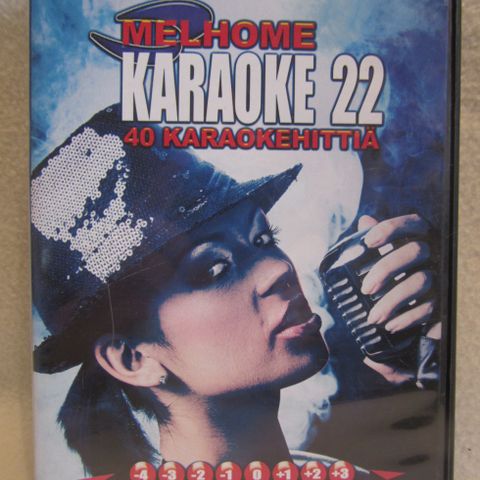 MELHOME
KARAOKE 22
40 KARAOKEHITTIÄ
-4 -3 -2 -1 0 +1 +2 +3